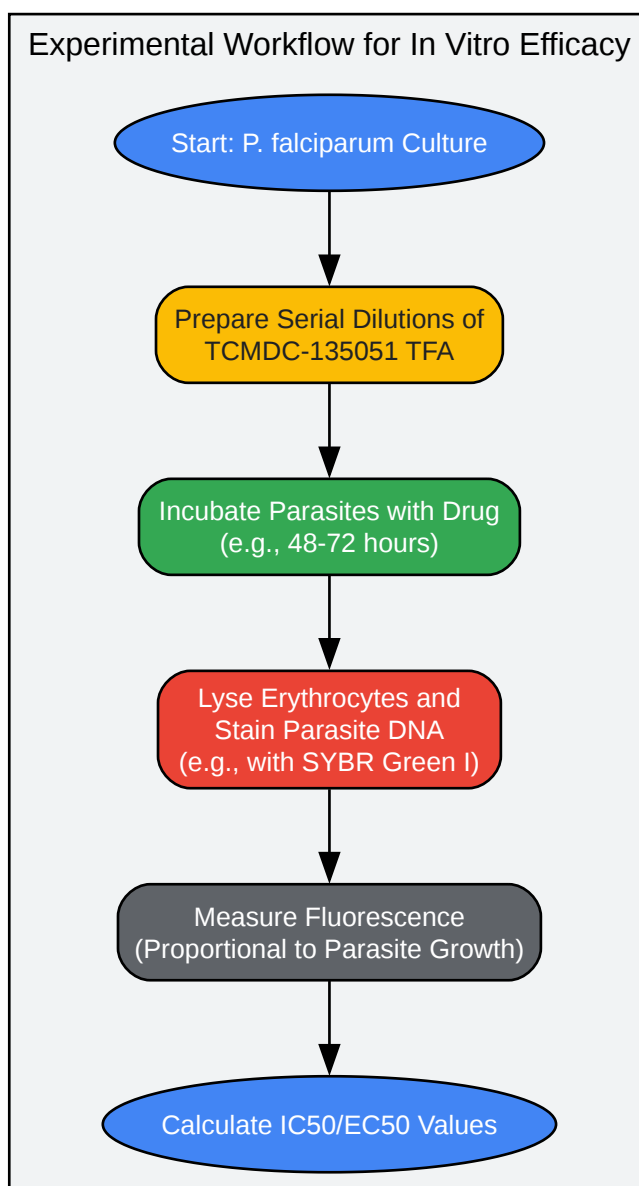 Experimental Workflow for In Vitro Efficacy
Start: P. falciparum Culture
Prepare Serial Dilutions of
TCMDC-135051 TFA
Incubate Parasites with Drug
(e.g., 48-72 hours)
Lyse Erythrocytes and
Stain Parasite DNA
(e.g., with SYBR Green I)
Measure Fluorescence
(Proportional to Parasite Growth)
Calculate IC50/EC50 Values